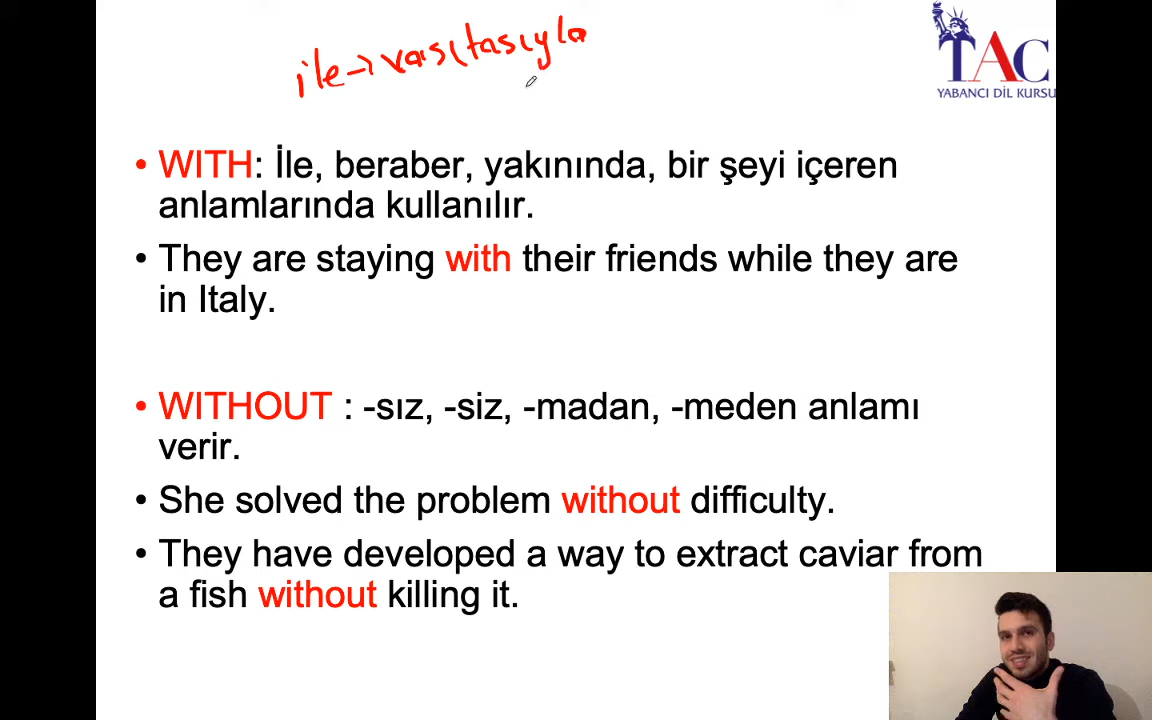 ile → vasıtasıyla
TAC
YABANCI DİL KURSU
• WITH: İle, beraber, yakınında, bir şeyi içeren
anlamlarında kullanılır.
• They are staying with their friends while they are
in Italy.
• WITHOUT : -sız, -siz, -madan, -meden anlamı
verir.
• She solved the problem without difficulty.
• They have developed a way to extract caviar from
a fish without killing it.